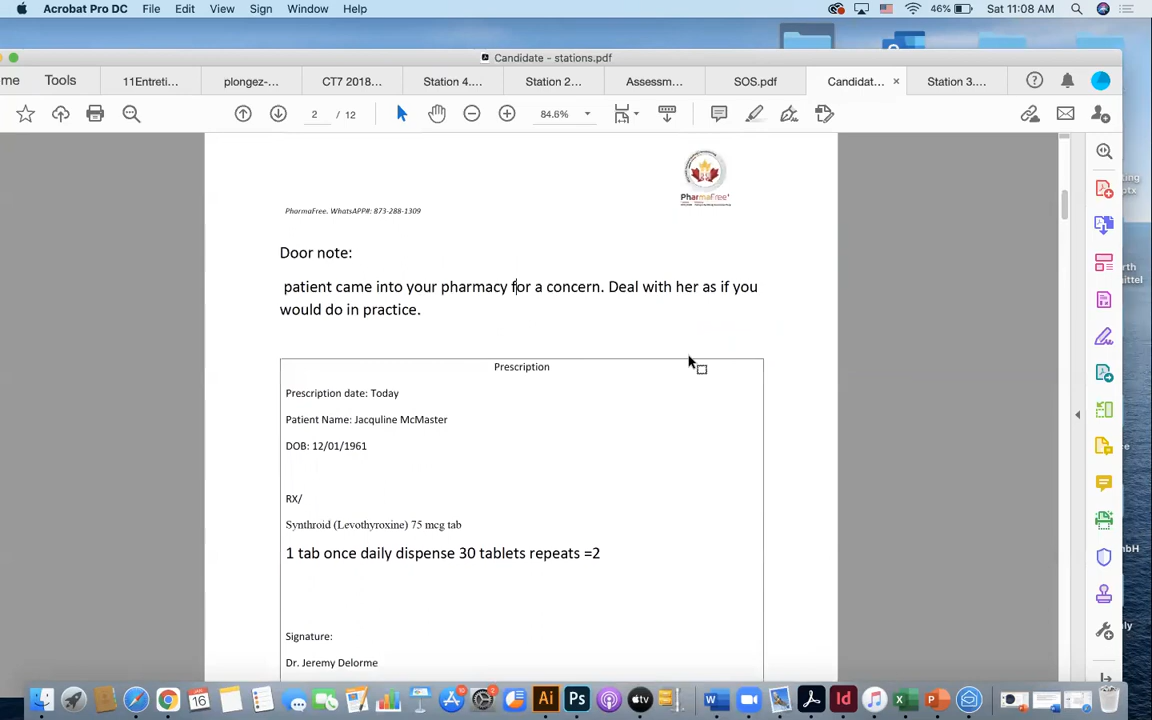 Acrobat Pro DC File Edit View Sign Window Help 46% Sat 11:08 AM
Candidate - stations.pdf
me Tools 11Entreti... plongez-... CT7 2018... Station 4.... Station 2... Assessm... SOS.pdf Candidat... × Station 3....
2 / 12 84.6%
PharmaFree+
PharmaFree. WhatsAPP#: 873-288-1309
Door note:
patient came into your pharmacy for a concern. Deal with her as if you
would do in practice.
Prescription
Prescription date: Today
Patient Name: Jacquline McMaster
DOB: 12/01/1961
RX/
Synthroid (Levothyroxine) 75 mcg tab
1 tab once daily dispense 30 tablets repeats =2
Signature:
Dr. Jeremy Delorme